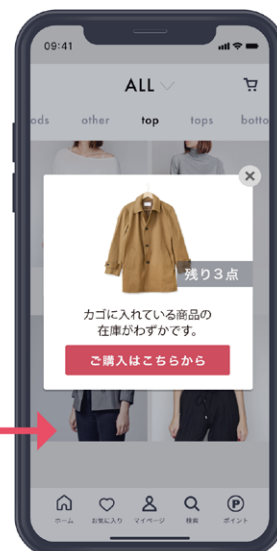 09:41
ALL
ods other top tops botto
残り3点
カゴに入れている商品の
在庫がわずかです。
ご購入はこちらから
ホーム お気に入り マイページ 検索 ポイント